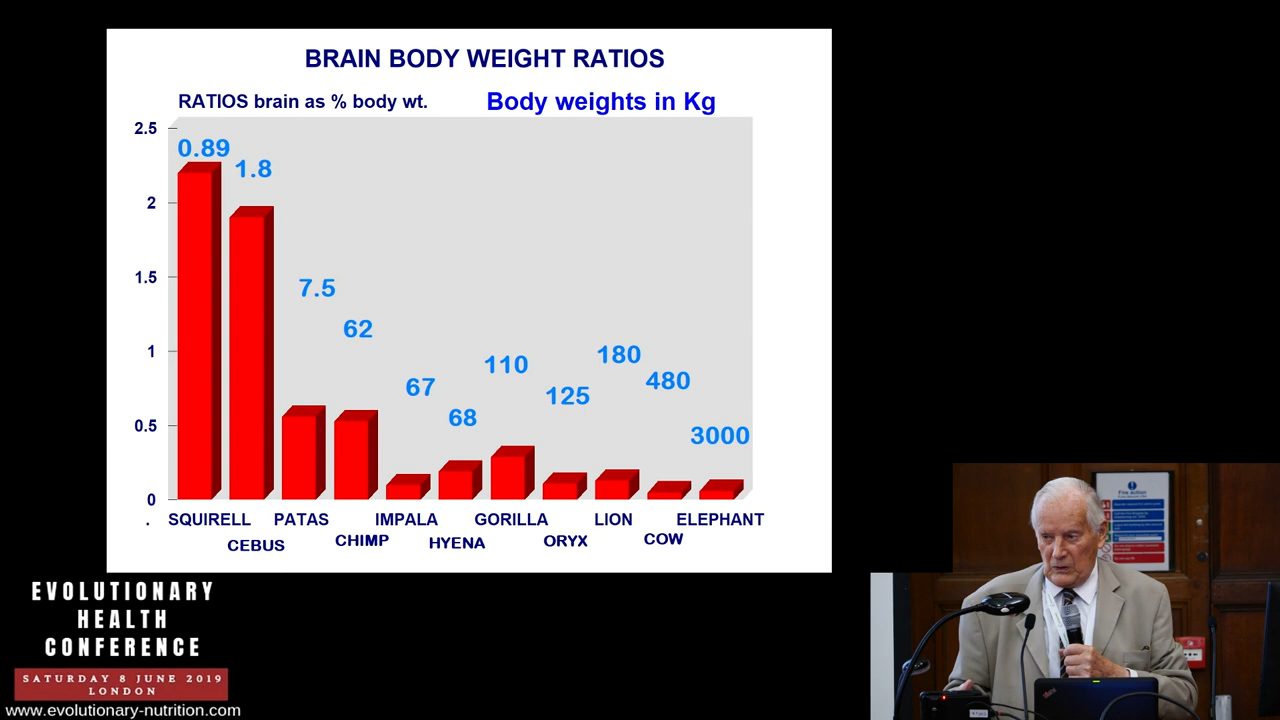 BRAIN BODY WEIGHT RATIOS
RATIOS brain as % body wt.
Body weights in Kg
2.5
2
1.5
1
0.5
0
0.89
1.8
7.5
62
67
68
110
125
180
480
3000
. SQUIRELL PATAS IMPALA GORILLA LION ELEPHANT
CEBUS CHIMP HYENA ORYX COW
EVOLUTIONARY
HEALTH
CONFERENCE
SATURDAY 8 JUNE 2019
LONDON
www.evolutionary-nutrition.com
Fire Action